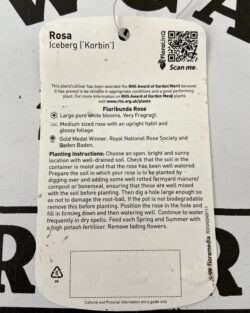 Rosa
Iceberg ['Korbin']
FloraLinQ
Scan me
This plant/cultivar has been awarded the RHS Award of Garden Merit because
it has proved to be reliable in appropriate conditions and a good performing
plant. For more information on RHS Award of Garden Merit plants
visit www.rhs.org.uk/plants
Floribunda Rose
Large pure white blooms. Very Fragrant.
Medium sized rose with an upright habit and
glossy foliage.
Gold Medal Winner, Royal National Rose Society and
Baden Baden.
Planting Instructions: Choose an open, bright and sunny
location with well-drained soil. Check that the soil in the
container is moist and that the rose has been well watered.
Prepare the soil in which your rose is to be planted by
digging over and adding some well rotted farmyard manure/
compost or bonemeal, ensuring that these are well mixed
with the soil before planting. Then dig a hole large enough so
as not to damage the root-ball. If the pot is not biodegradable
remove this before planting. Position the rose in the hole and
fill in firming down and then watering. Continue to water
frequently in dry spells. Feed each Spring and Summer with
a high potash fertiliser. Remove fading flowers.
floramedia
Cultural and Pictorial information are a guide only